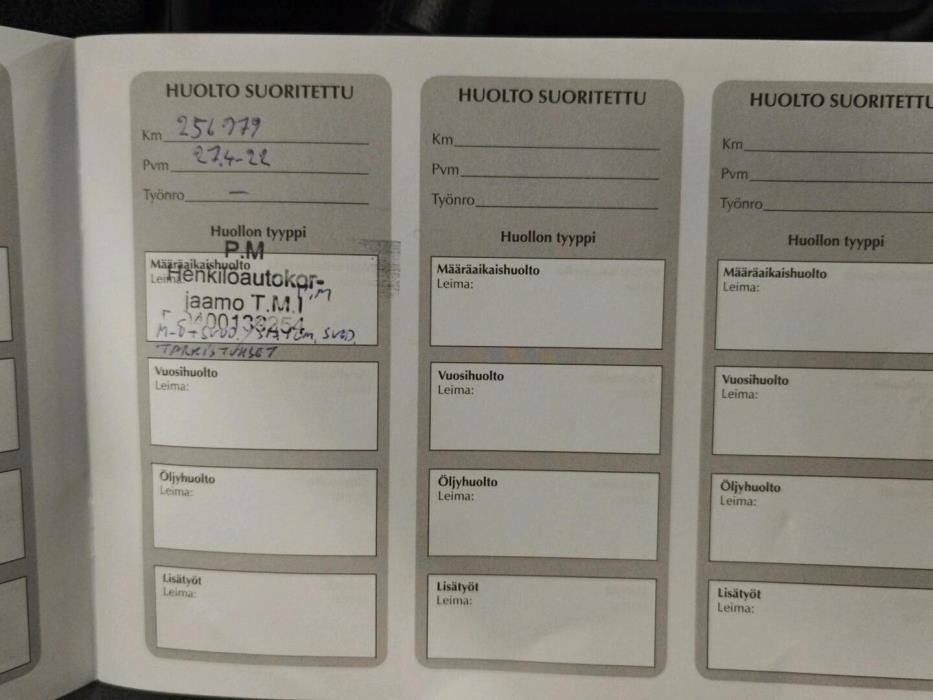 HUOLTO SUORITETTU
Km 256779
Pvm 27.4-22
Työnro —
Huollon tyyppi
P.M
Määräaikaishuolto
Leima:
Henkilöautokor-
jaamo T.M.I
TARKISTUKSET
Vuosihuolto
Leima:
Öljyhuolto
Leima:
Lisätyöt
Leima:
HUOLTO SUORITETTU
Km
Pvm
Työnro
Huollon tyyppi
Määräaikaishuolto
Leima:
Vuosihuolto
Leima:
Öljyhuolto
Leima:
Lisätyöt
Leima:
HUOLTO SUORITETTU
Km
Pvm
Työnro
Huollon tyyppi
Määräaikaishuolto
Leima:
Vuosihuolto
Leima:
Öljyhuolto
Leima:
Lisätyöt
Leima: